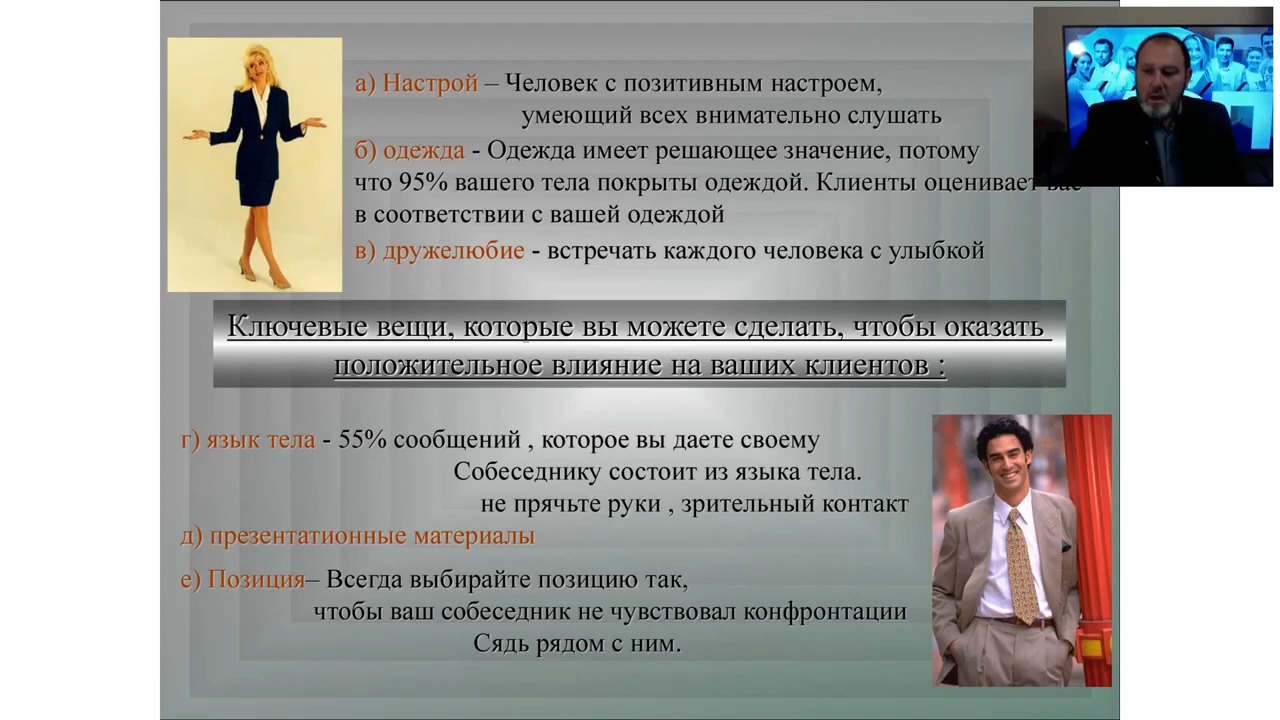 а) Настрой – Человек с позитивным настроем,
умеющий всех внимательно слушать
б) одежда - Одежда имеет решающее значение, потому
что 95% вашего тела покрыты одеждой. Клиенты оценивает вас
в соответствии с вашей одеждой
в) дружелюбие - встречать каждого человека с улыбкой
Ключевые вещи, которые вы можете сделать, чтобы оказать
положительное влияние на ваших клиентов :
г) язык тела - 55% сообщений , которое вы даете своему
Собеседнику состоит из языка тела.
не прячьте руки , зрительный контакт
д) презентационные материалы
е) Позиция– Всегда выбирайте позицию так,
чтобы ваш собеседник не чувствовал конфронтации
Сядь рядом с ним.